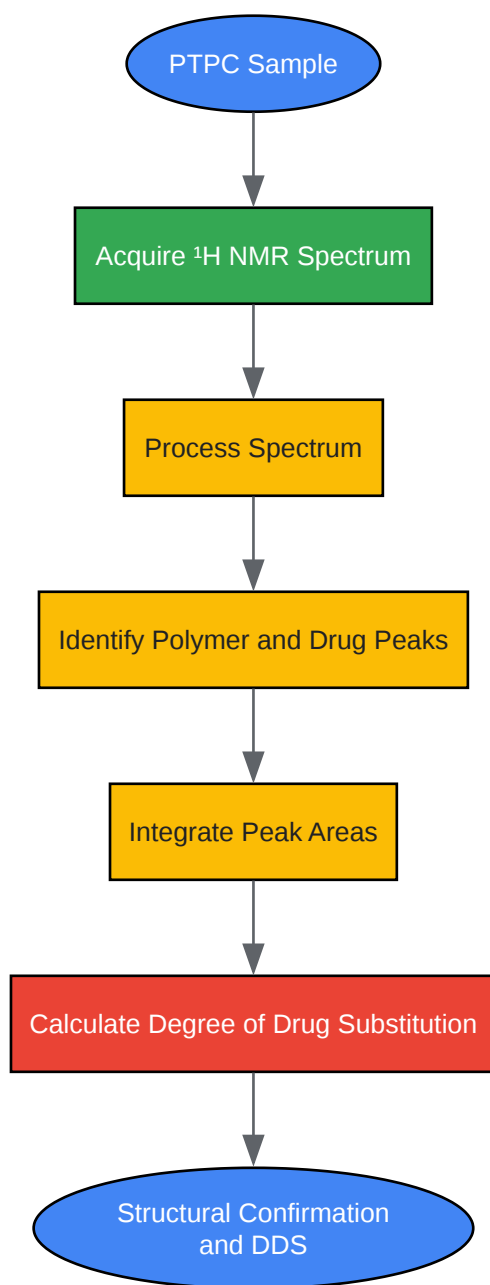 PTPC Sample
Acquire ¹H NMR Spectrum
Process Spectrum
Identify Polymer and Drug Peaks
Integrate Peak Areas
Calculate Degree of Drug Substitution
Structural Confirmation
and DDS